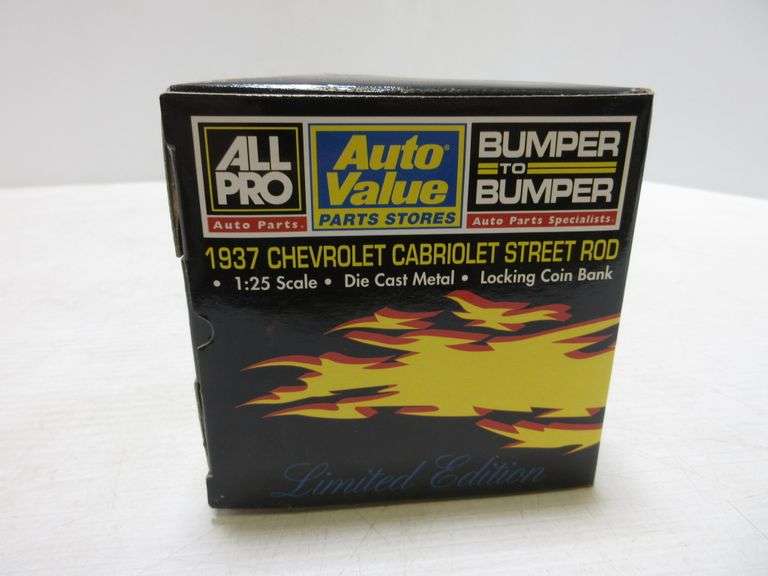 ALL
PRO
Auto Parts.
Auto
Value®
PARTS STORES
BUMPER
TO
BUMPER
Auto Parts Specialists.
1937 CHEVROLET CABRIOLET STREET ROD
• 1:25 Scale • Die Cast Metal • Locking Coin Bank
Limited Edition